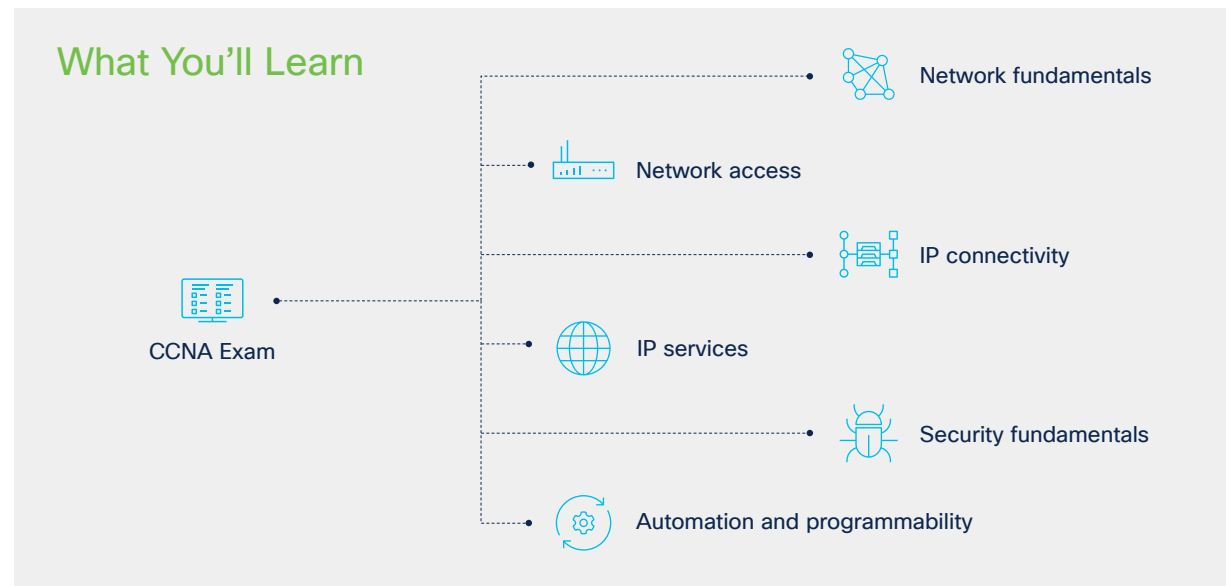 What You’ll Learn
Network fundamentals
Network access
IP connectivity
CCNA Exam
IP services
Security fundamentals
Automation and programmability